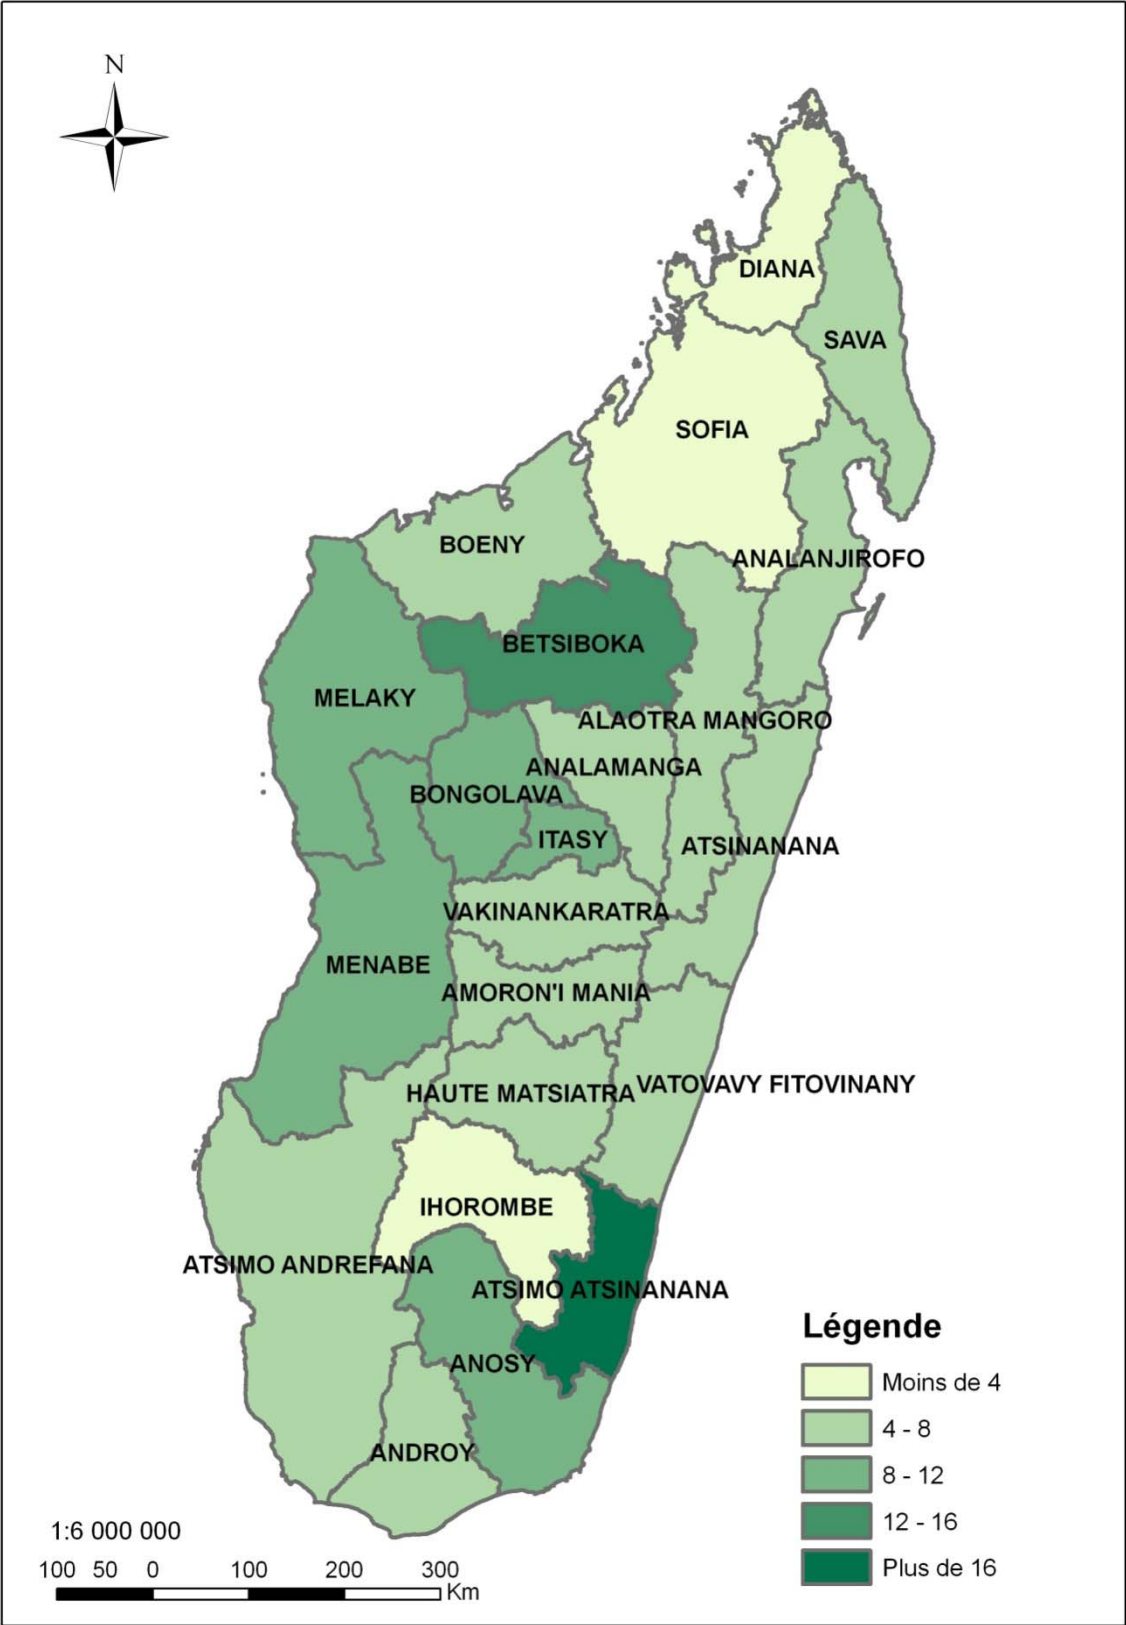 N
DIANA
SAVA
SOFIA
BOENY
ANALANJIROFO
BETSIBOKA
MELAKY
ALAOTRA MANGORO
ANALAMANGA
BONGOLAVA
ITASY
ATSINANANA
VAKINANKARATRA
MENABE
AMORON'I MANIA
HAUTE MATSIATRA
VATOVAVY FITOVINANY
IHOROMBE
ATSIMO ANDREFANA
ATSIMO ATSINANANA
ANOSY
ANDROY
Légende
Moins de 4
4 - 8
8 - 12
12 - 16
Plus de 16
1:6 000 000
100 50 0 100 200 300
Km